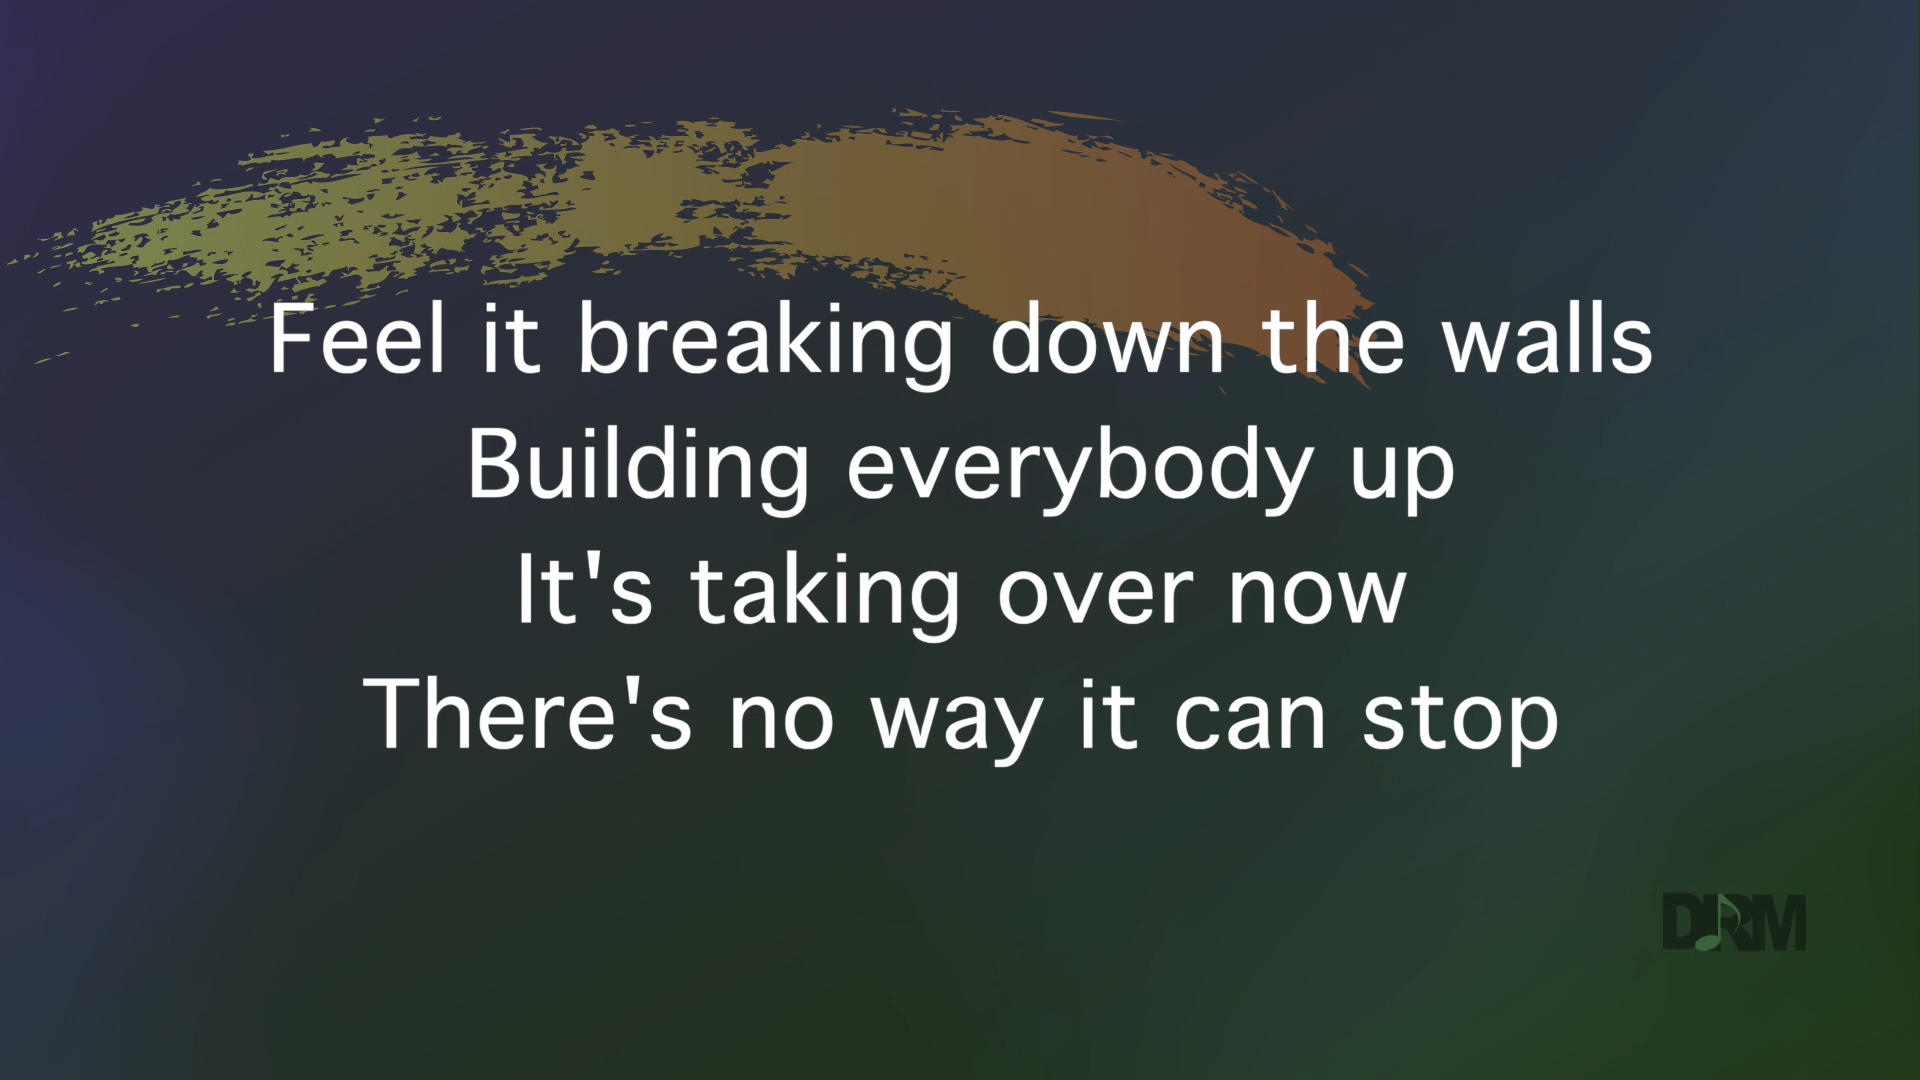 Feel it breaking down the walls
Building everybody up
It's taking over now
There's no way it can stop
DRM